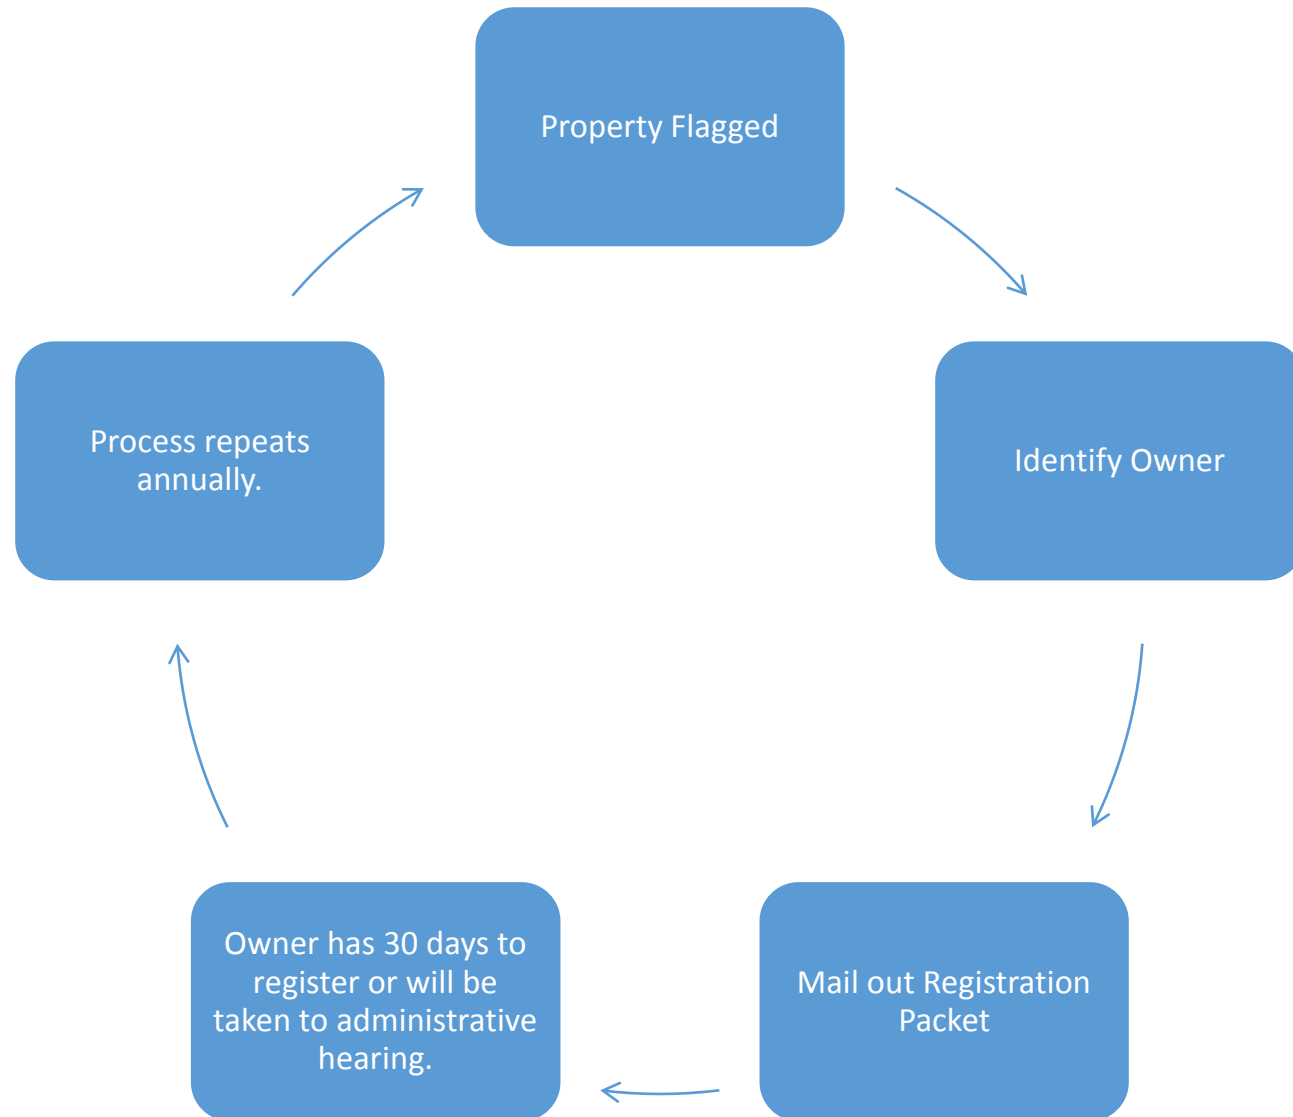 Property Flagged
Identify Owner
Mail out Registration
Packet
Owner has 30 days to
register or will be
taken to administrative
hearing.
Process repeats
annually.